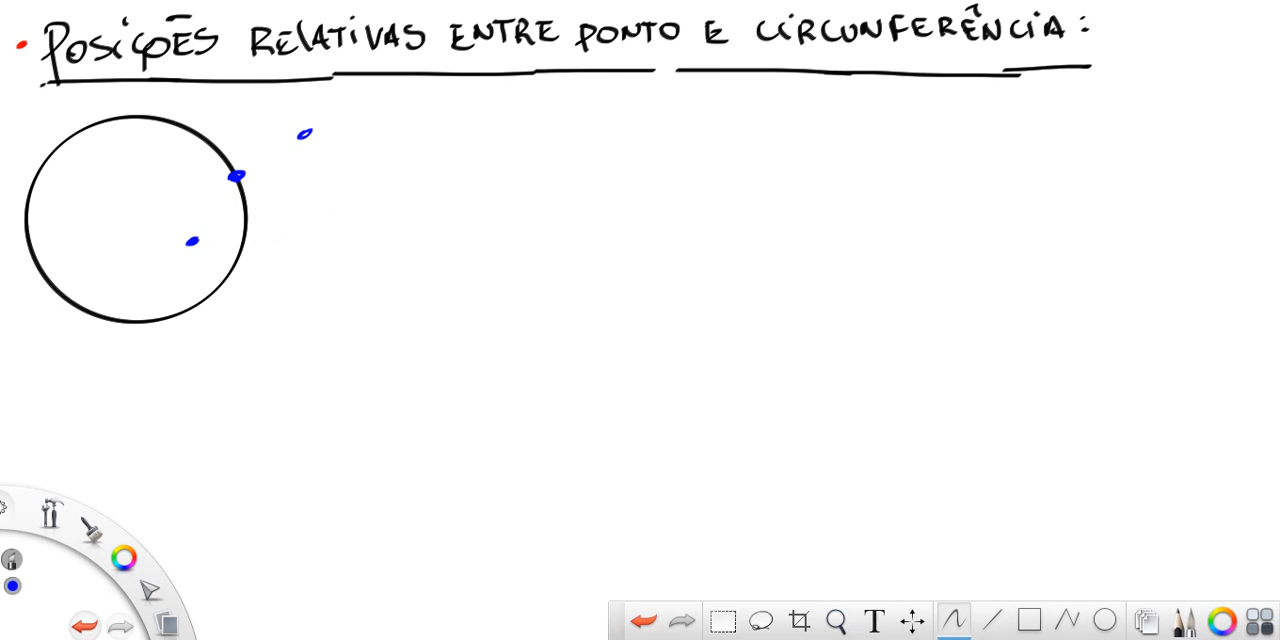 • POSIÇÕES RELATIVAS ENTRE PONTO E CIRCUNFERÊNCIA:
T